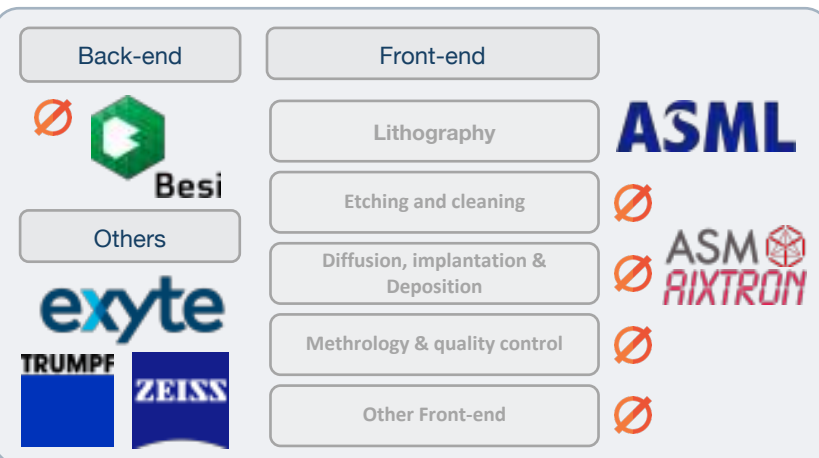 Back-end
Front-end
Besi
Others
exyte
TRUMPF
ZEISS
Lithography
ASML
Etching and cleaning
Diffusion, implantation &
Deposition
ASM
AIXTRON
Methrology & quality control
Other Front-end